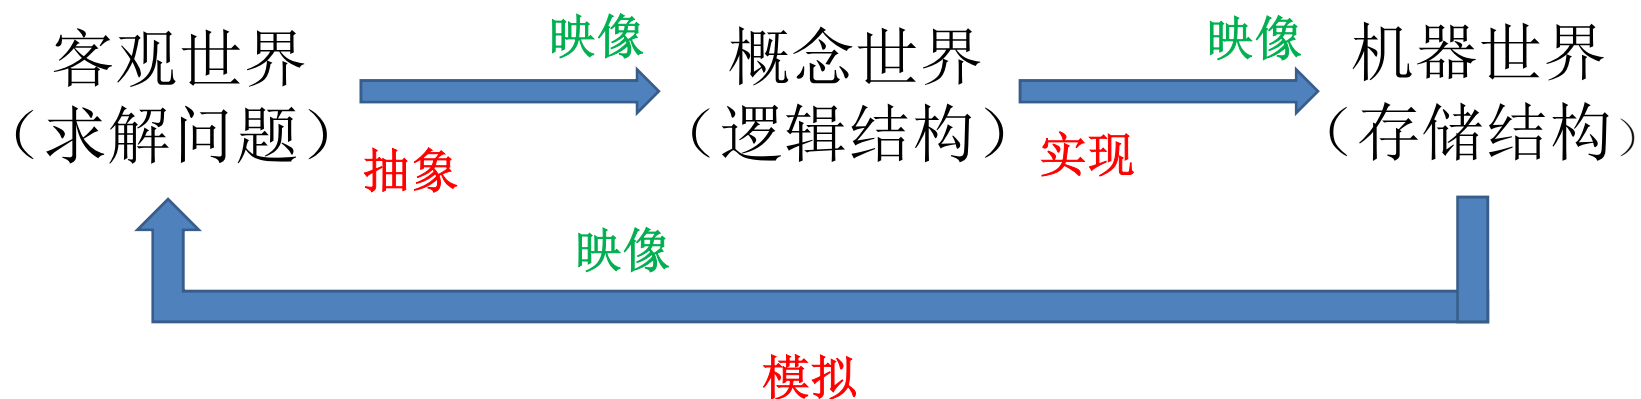 客观世界
（求解问题）
映像
抽象
概念世界
（逻辑结构）
映像
实现
机器世界
（存储结构）
映像
模拟